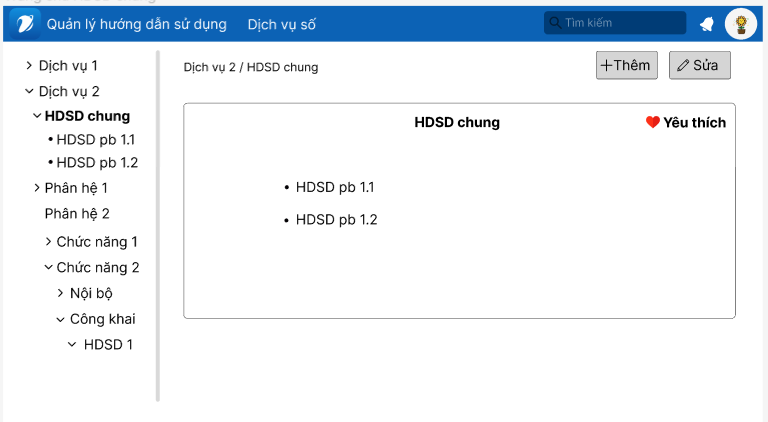 Quản lý hướng dẫn sử dụng Dịch vụ số Tìm kiếm
Dịch vụ 1
Dịch vụ 2
HDSD chung
• HDSD pb 1.1
• HDSD pb 1.2
Phân hệ 1
Phân hệ 2
Chức năng 1
Chức năng 2
Nội bộ
Công khai
HDSD 1
Dịch vụ 2 / HDSD chung
+Thêm
Sửa
HDSD chung
Yêu thích
• HDSD pb 1.1
• HDSD pb 1.2